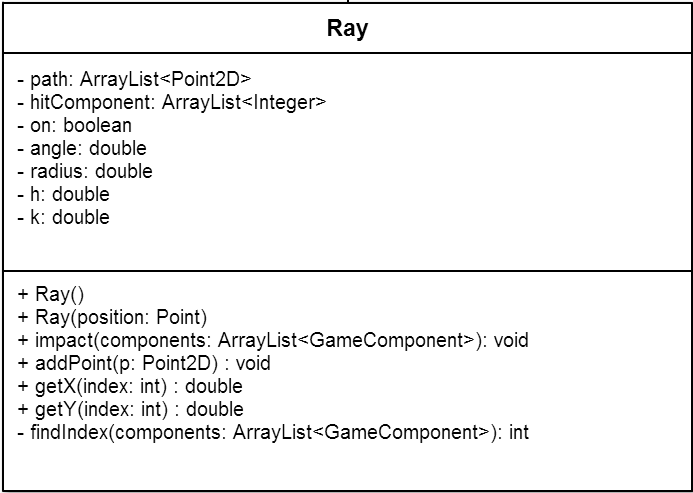 Ray
- path: ArrayList<Point2D>
- hitComponent: ArrayList<Integer>
- on: boolean
- angle: double
- radius: double
- h: double
- k: double
+ Ray()
+ Ray(position: Point)
+ impact(components: ArrayList<GameComponent>): void
+ addPoint(p: Point2D) : void
+ getX(index: int) : double
+ getY(index: int) : double
- findIndex(components: ArrayList<GameComponent>): int